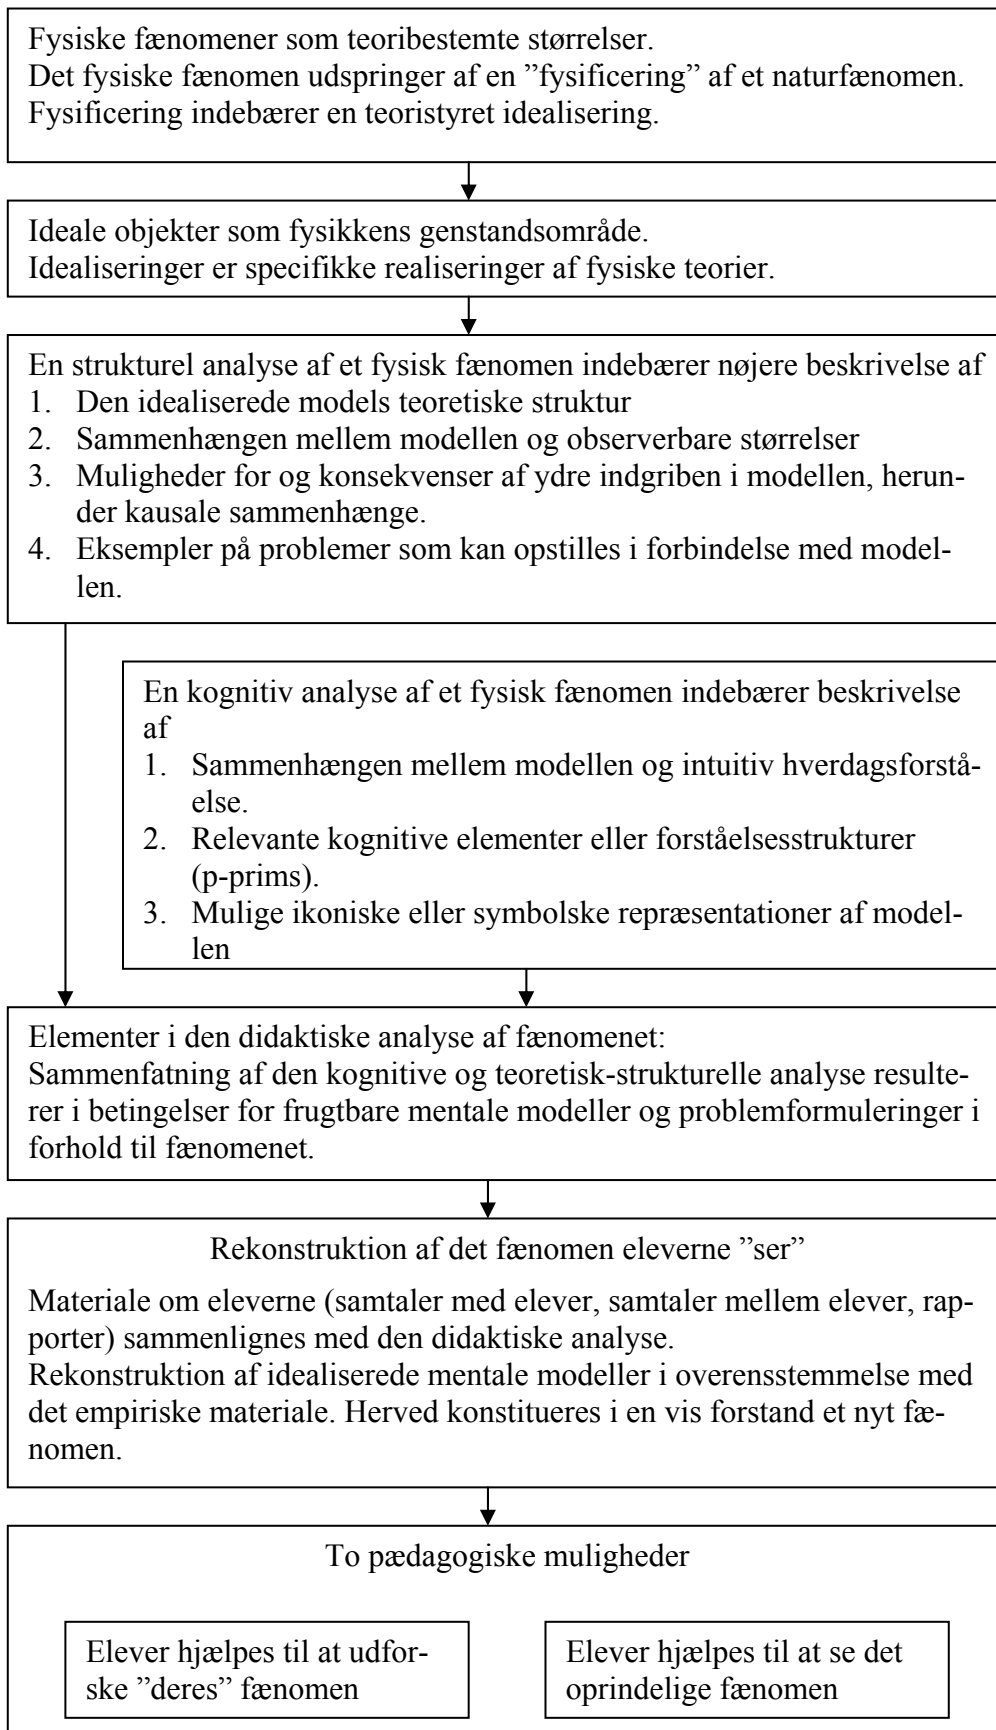 Fysiske fænomener som teoribestemte størrelser.
Det fysiske fænomen udspringer af en ”fysificering” af et naturfænomen.
Fysificering indebærer en teoristyret idealisering.
Ideale objekter som fysikkens genstandsområde.
Idealiseringer er specifikke realiseringer af fysiske teorier.
En strukturel analyse af et fysisk fænomen indebærer nøjere beskrivelse af
1. Den idealiserede models teoretiske struktur
2. Sammenhængen mellem modellen og observerbare størrelser
3. Muligheder for og konsekvenser af ydre indgriben i modellen, herun-
der kausale sammenhænge.
4. Eksempler på problemer som kan opstilles i forbindelse med model-
len.
En kognitiv analyse af et fysisk fænomen indebærer beskrivelse
af
1. Sammenhængen mellem modellen og intuitiv hverdagsforstå-
else.
2. Relevante kognitive elementer eller forståelsesstrukturer
(p-prims).
3. Mulige ikoniske eller symbolske repræsentationer af model-
len
Elementer i den didaktiske analyse af fænomenet:
Sammenfatning af den kognitive og teoretisk-strukturelle analyse resulte-
rer i betingelser for frugtbare mentale modeller og problemformuleringer i
forhold til fænomenet.
Rekonstruktion af det fænomen eleverne ”ser”
Materiale om eleverne (samtaler med elever, samtaler mellem elever, rap-
porter) sammenlignes med den didaktiske analyse.
Rekonstruktion af idealiserede mentale modeller i overensstemmelse med
det empiriske materiale. Herved konstitueres i en vis forstand et nyt fæ-
nomen.
To pædagogiske muligheder
Elever hjælpes til at udfor-
ske ”deres” fænomen
Elever hjælpes til at se det
oprindelige fænomen